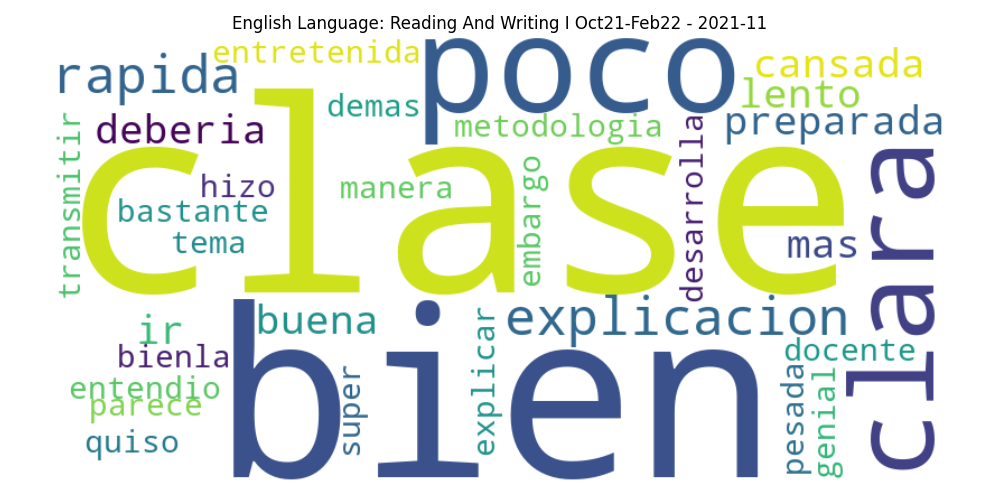 English Language: Reading And Writing I Oct21-Feb22 - 2021-11
entretenida
poco
cansada
rapida
lento
demas
deberia
metodologia
preparada
transmitir
clase
clara
hizo
manera
embargo
desarrolla
bastante
tema
mas
bien
buena
explicacion
ir
bienla
explicar
docente
entendio
parece
super
pesada
genial
quiso